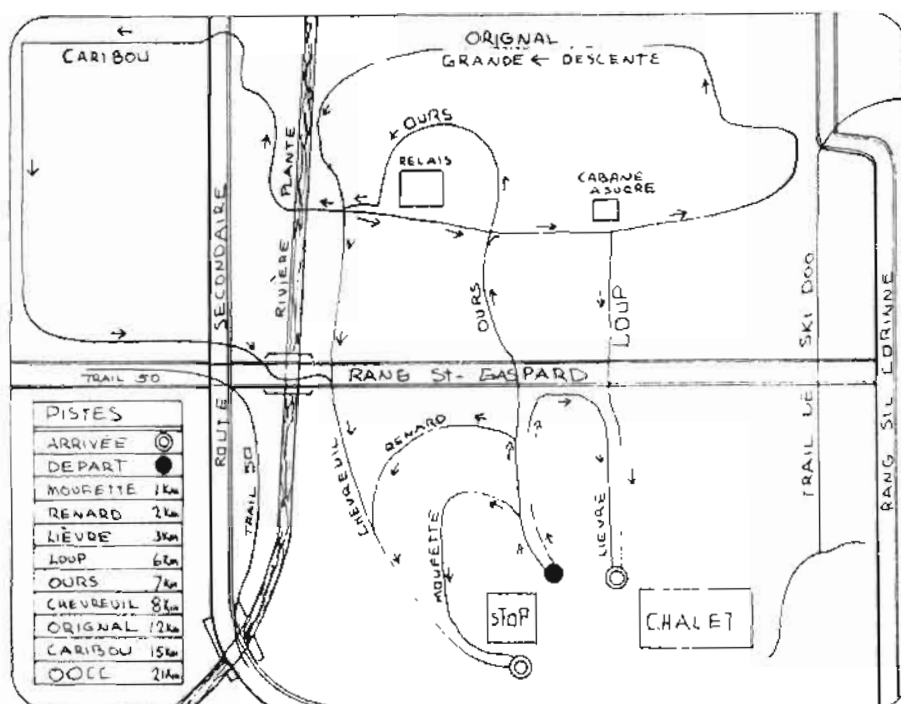 ORIGNAL
CARIBOU
GRANDE ← DESCENTE
OURS
RELAIS
CABANE
A SUCRE
PLANTE
RIVIÈRE
SECONDAIRE
ROUTE
OURS
LOUP
TRAIL DE SKI DOO
RANG SIL CORINNE
TRAIL 50
RANG St-GASPARD
TRAIL 50
CHEVREUIL
RENARD
MOUFETTE
LIÈVRE
STOP
CHALET
PISTES
ARRIVÉE
DEPART
MOUFETTE 1Km
RENARD 2Km
LIÈVRE 3Km
LOUP 6Km
OURS 7Km
CHEVREUIL 8Km
ORIGNAL 12Km
CARIBOU 15Km
21Km